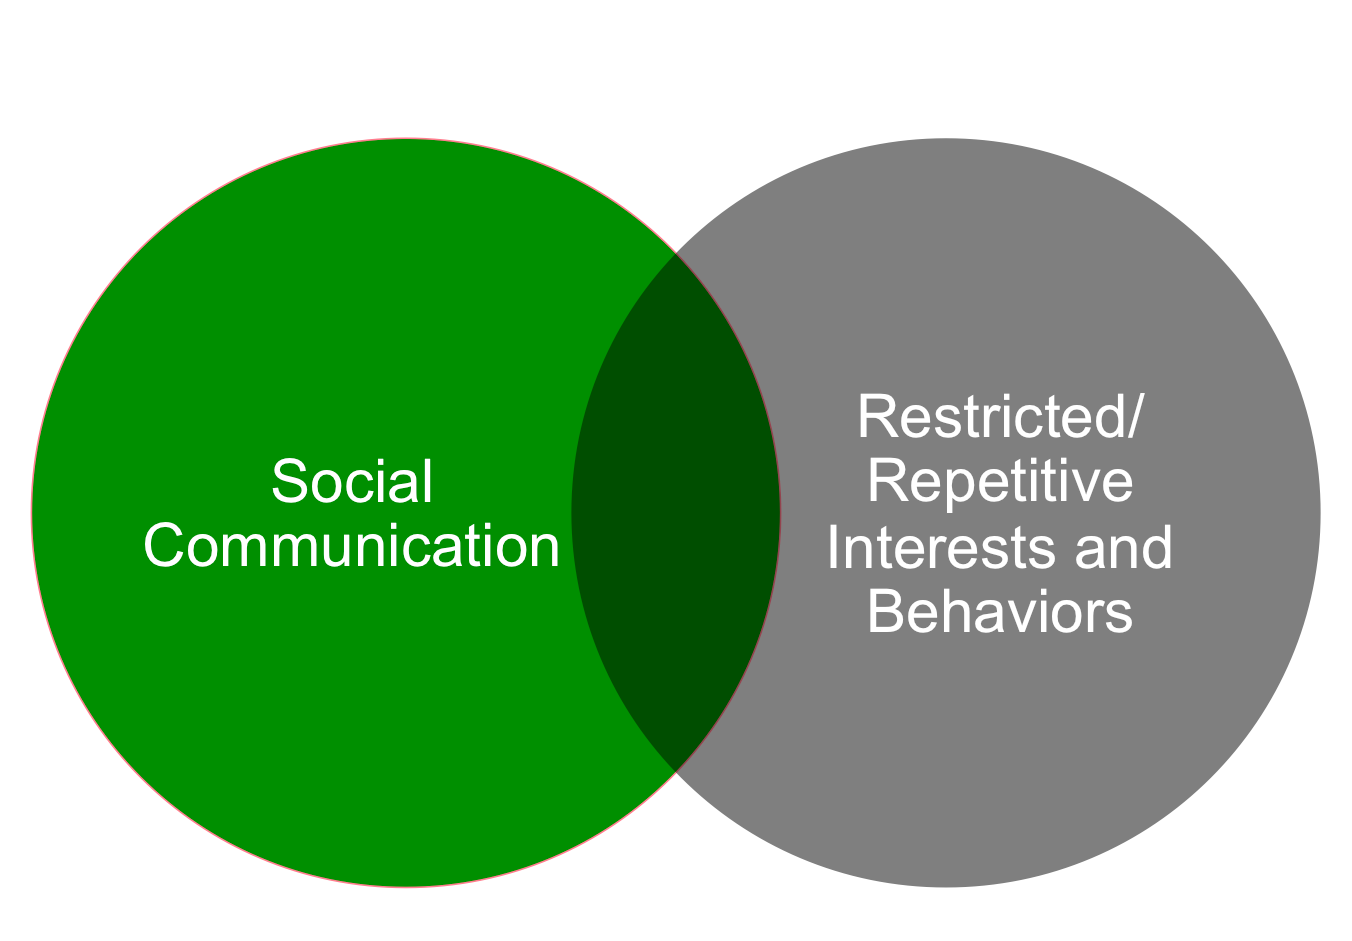 Social
Communication
Restricted/
Repetitive
Interests and
Behaviors